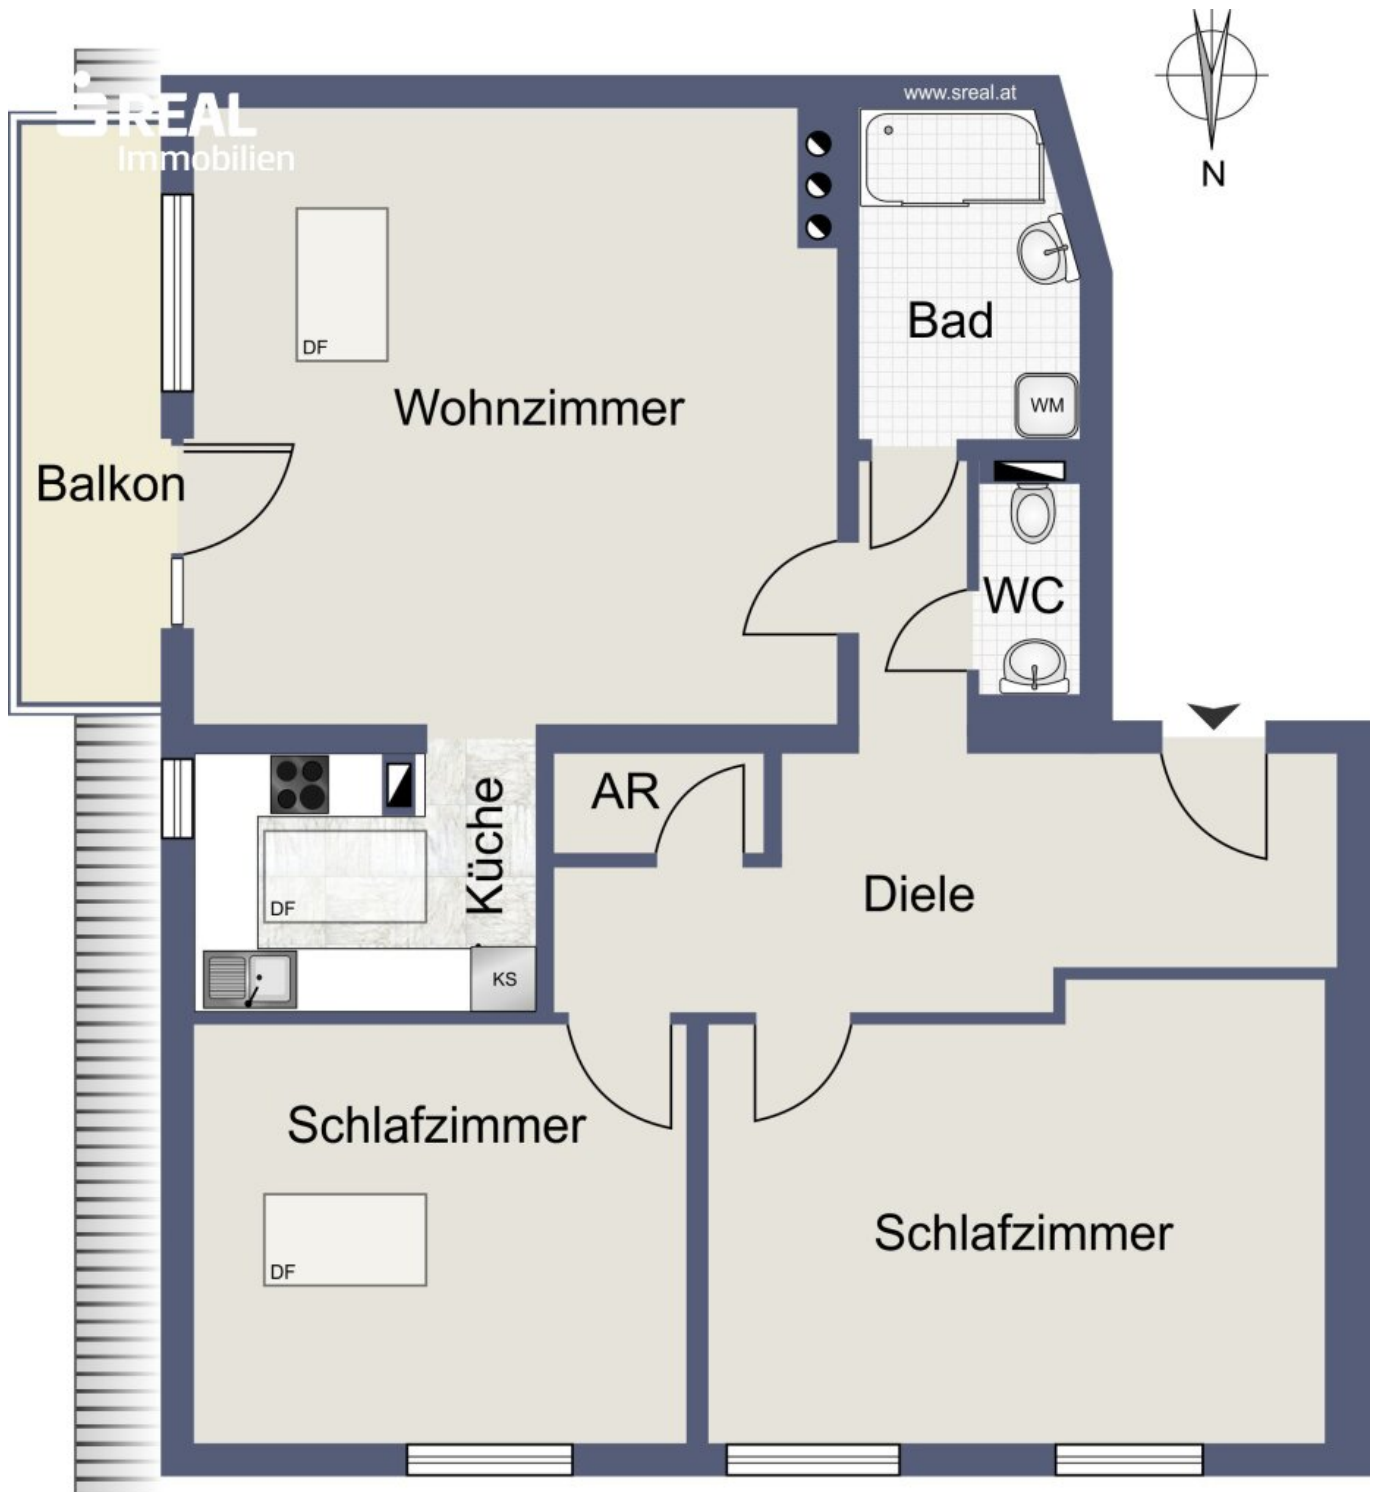 www.sreal.at
REAL
Immobilien
N
DF
Bad
Wohnzimmer
WM
Balkon
WC
AR
Küche
Diele
DF
KS
Schlafzimmer
Schlafzimmer
DF